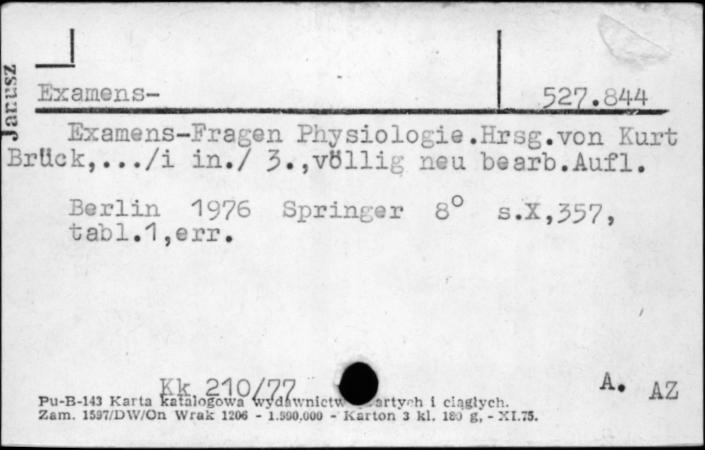 Janusz
Examens- 527.844
Examens-Fragen Physiologie.Hrsg.von Kurt
Brück,.../i in./ 3.,völlig neu bearb.Aufl.
Berlin 1976 Springer 8° s.X,357,
tabl.1,err.
Kk 210/77 A. AZ
Pu-B-143 Karta katalogowa wydawnictw i ciągłych.
Zam. 1597/DW/On Wrak 1206 - 1.500,000 - Karton 3 kl. 180 g, - XI.75.